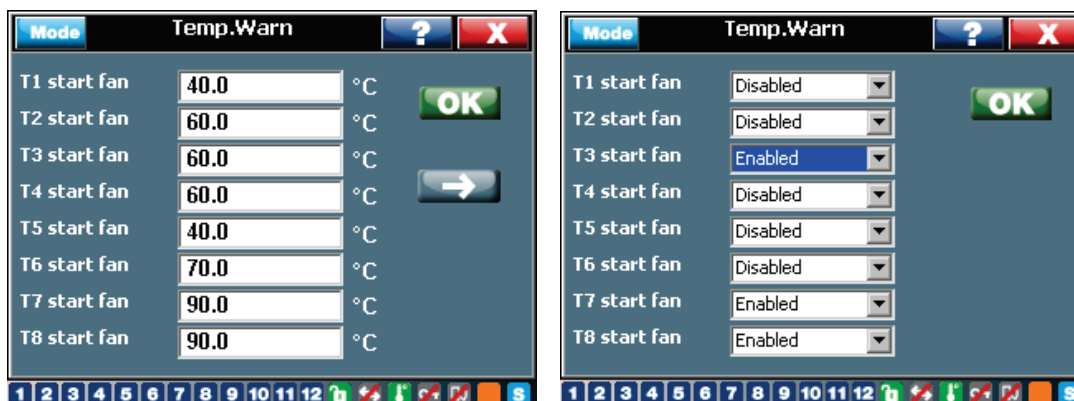 Mode Temp.Warn ? X
T1 start fan 40.0 °C OK
T2 start fan 60.0 °C
T3 start fan 60.0 °C
T4 start fan 60.0 °C
T5 start fan 40.0 °C
T6 start fan 70.0 °C
T7 start fan 90.0 °C
T8 start fan 90.0 °C
1 2 3 4 5 6 7 8 9 10 11 12 S
Mode Temp.Warn ? X
T1 start fan Disabled OK
T2 start fan Disabled
T3 start fan Enabled
T4 start fan Disabled
T5 start fan Disabled
T6 start fan Disabled
T7 start fan Enabled
T8 start fan Enabled
1 2 3 4 5 6 7 8 9 10 11 12 S